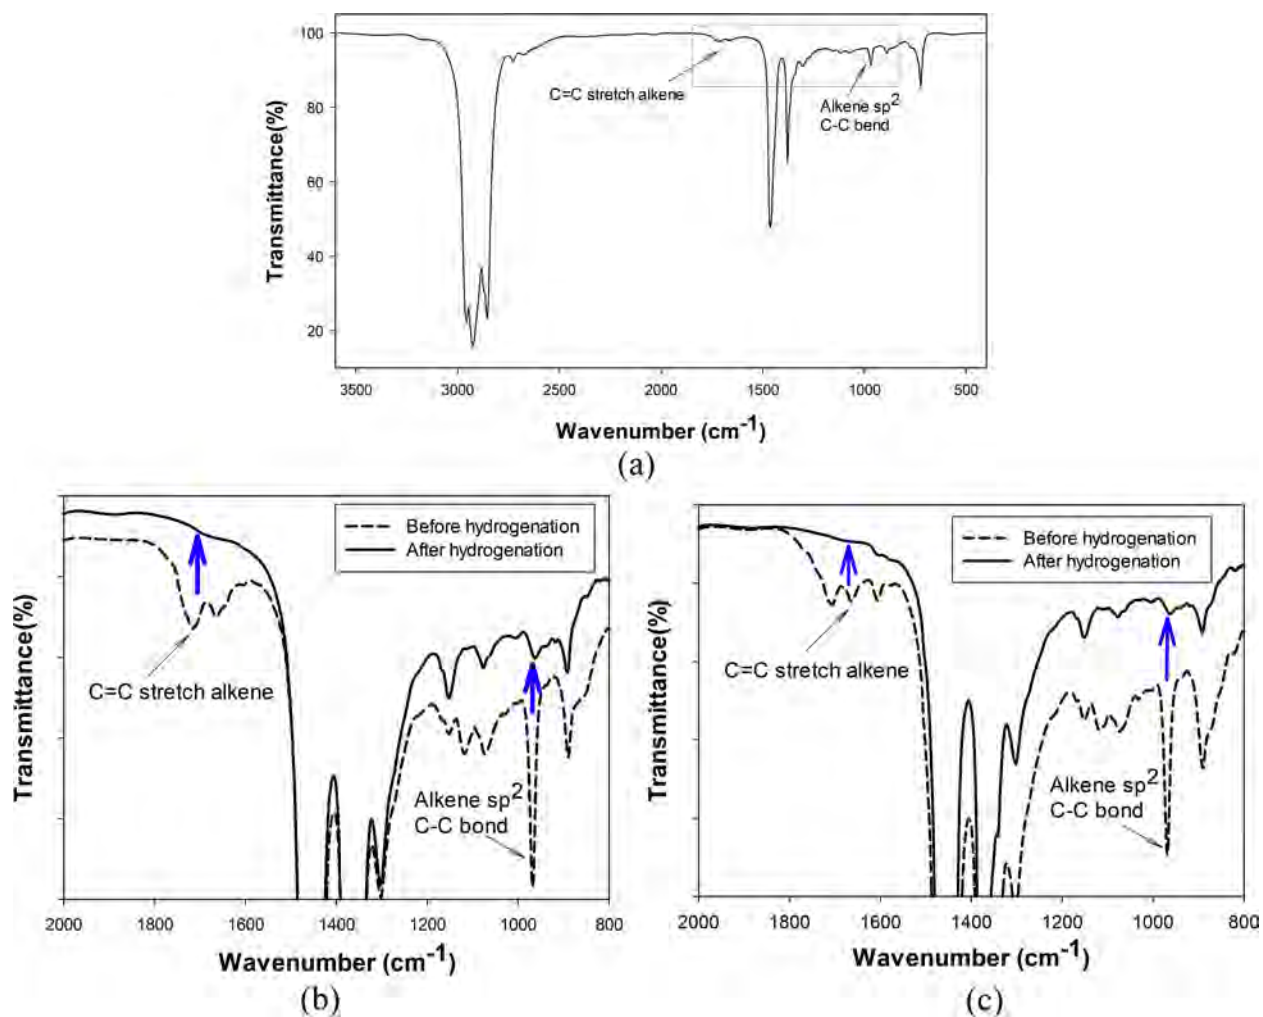 100
80
60
40
20
Transmittance(%)
C=C stretch alkene
Alkene sp2
C-C bend
3500 3000 2500 2000 1500 1000 500
Wavenumber (cm-1)
(a)
Before hydrogenation
After hydrogenation
Transmittance(%)
C=C stretch alkene
Alkene sp2
C-C bond
2000 1800 1600 1400 1200 1000 800
Wavenumber (cm-1)
(b)
Before hydrogenation
After hydrogenation
Transmittance(%)
C=C stretch alkene
Alkene sp2
C-C bond
2000 1800 1600 1400 1200 1000 800
Wavenumber (cm-1)
(c)